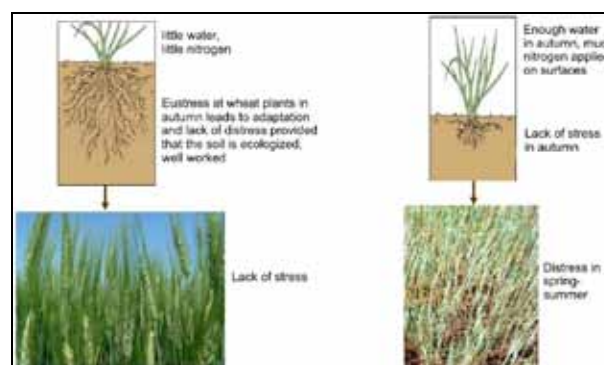 little water,
little nitrogen
Eustress at wheat plants in
autumn leads to adaptation
and lack of distress provided
that the soil is ecologized,
well worked
Lack of stress
Enough water
in autumn, muc
nitrogen applie
on surfaces
Lack of stress
in autumn
Distress in
spring-
summer